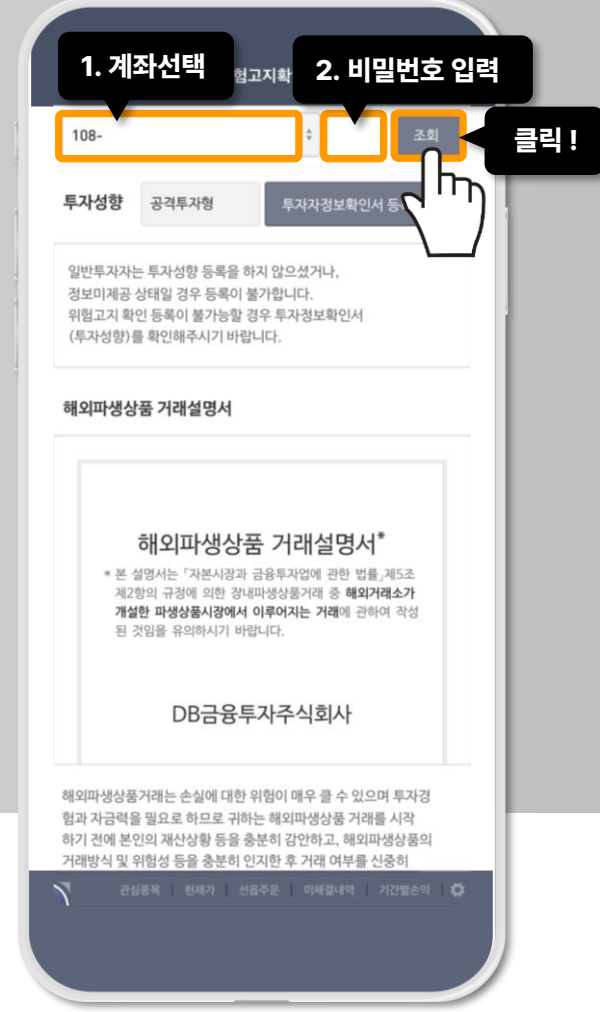 1. 계좌선택
험고지확
2. 비밀번호 입력
108-
조회
클릭 !
투자성향
공격투자형
투자자정보확인서 등
일반투자자는 투자성향 등록을 하지 않으셨거나,
정보미제공 상태일 경우 등록이 불가합니다.
위험고지 확인 등록이 불가능할 경우 투자정보확인서
(투자성향)를 확인해주시기 바랍니다.
해외파생상품 거래설명서
해외파생상품 거래설명서*
* 본 설명서는 「자본시장과 금융투자업에 관한 법률」제5조
제2항의 규정에 의한 장내파생상품거래 중 해외거래소가
개설한 파생상품시장에서 이루어지는 거래에 관하여 작성
된 것임을 유의하시기 바랍니다.
DB금융투자주식회사
해외파생상품거래는 손실에 대한 위험이 매우 클 수 있으며 투자경
험과 자금력을 필요로 하므로 귀하는 해외파생상품 거래를 시작
하기 전에 본인의 재산상황 등을 충분히 감안하고, 해외파생상품의
거래방식 및 위험성 등을 충분히 인지한 후 거래 여부를 신중히
관심종목 | 현재가 | 선옵주문 | 미체결내역 | 기간별손익